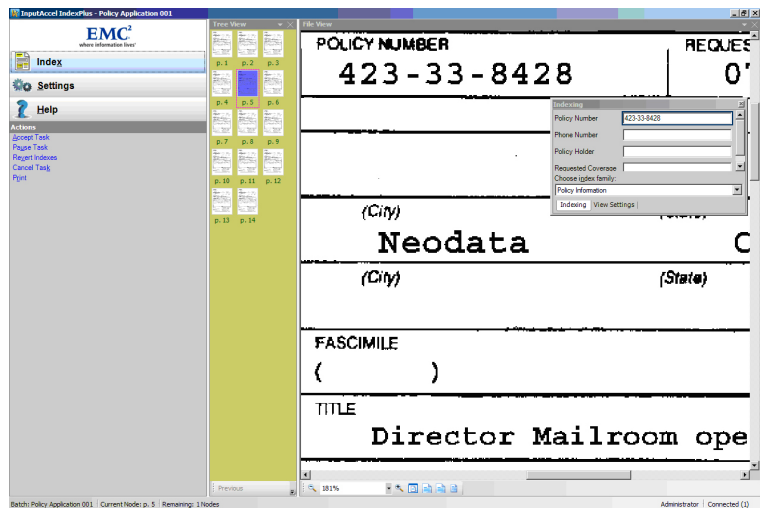 InputAccel IndexPlus - Policy Application 001
EMC²
where information lives®
Index
Settings
Help
Actions
Accept Task
Pause Task
Revert Indexes
Cancel Task
Print
Tree View
p. 1 p. 2 p. 3
p. 4 p. 5 p. 6
p. 7 p. 8 p. 9
p. 10 p. 11 p. 12
p. 13 p. 14
Previous
File View
POLICY NUMBER REQUES
423-33-8428 0
(City)
Neodata C
(City) (State)
FASCIMILE
( )
TITLE
Director Mailroom ope
Indexing
Policy Number 423-33-8428
Phone Number
Policy Holder
Requested Coverage
Choose index family:
Policy Information
Indexing View Settings
181%
Batch: Policy Application 001 Current Node: p. 5 Remaining: 1 Nodes
Administrator Connected (1)